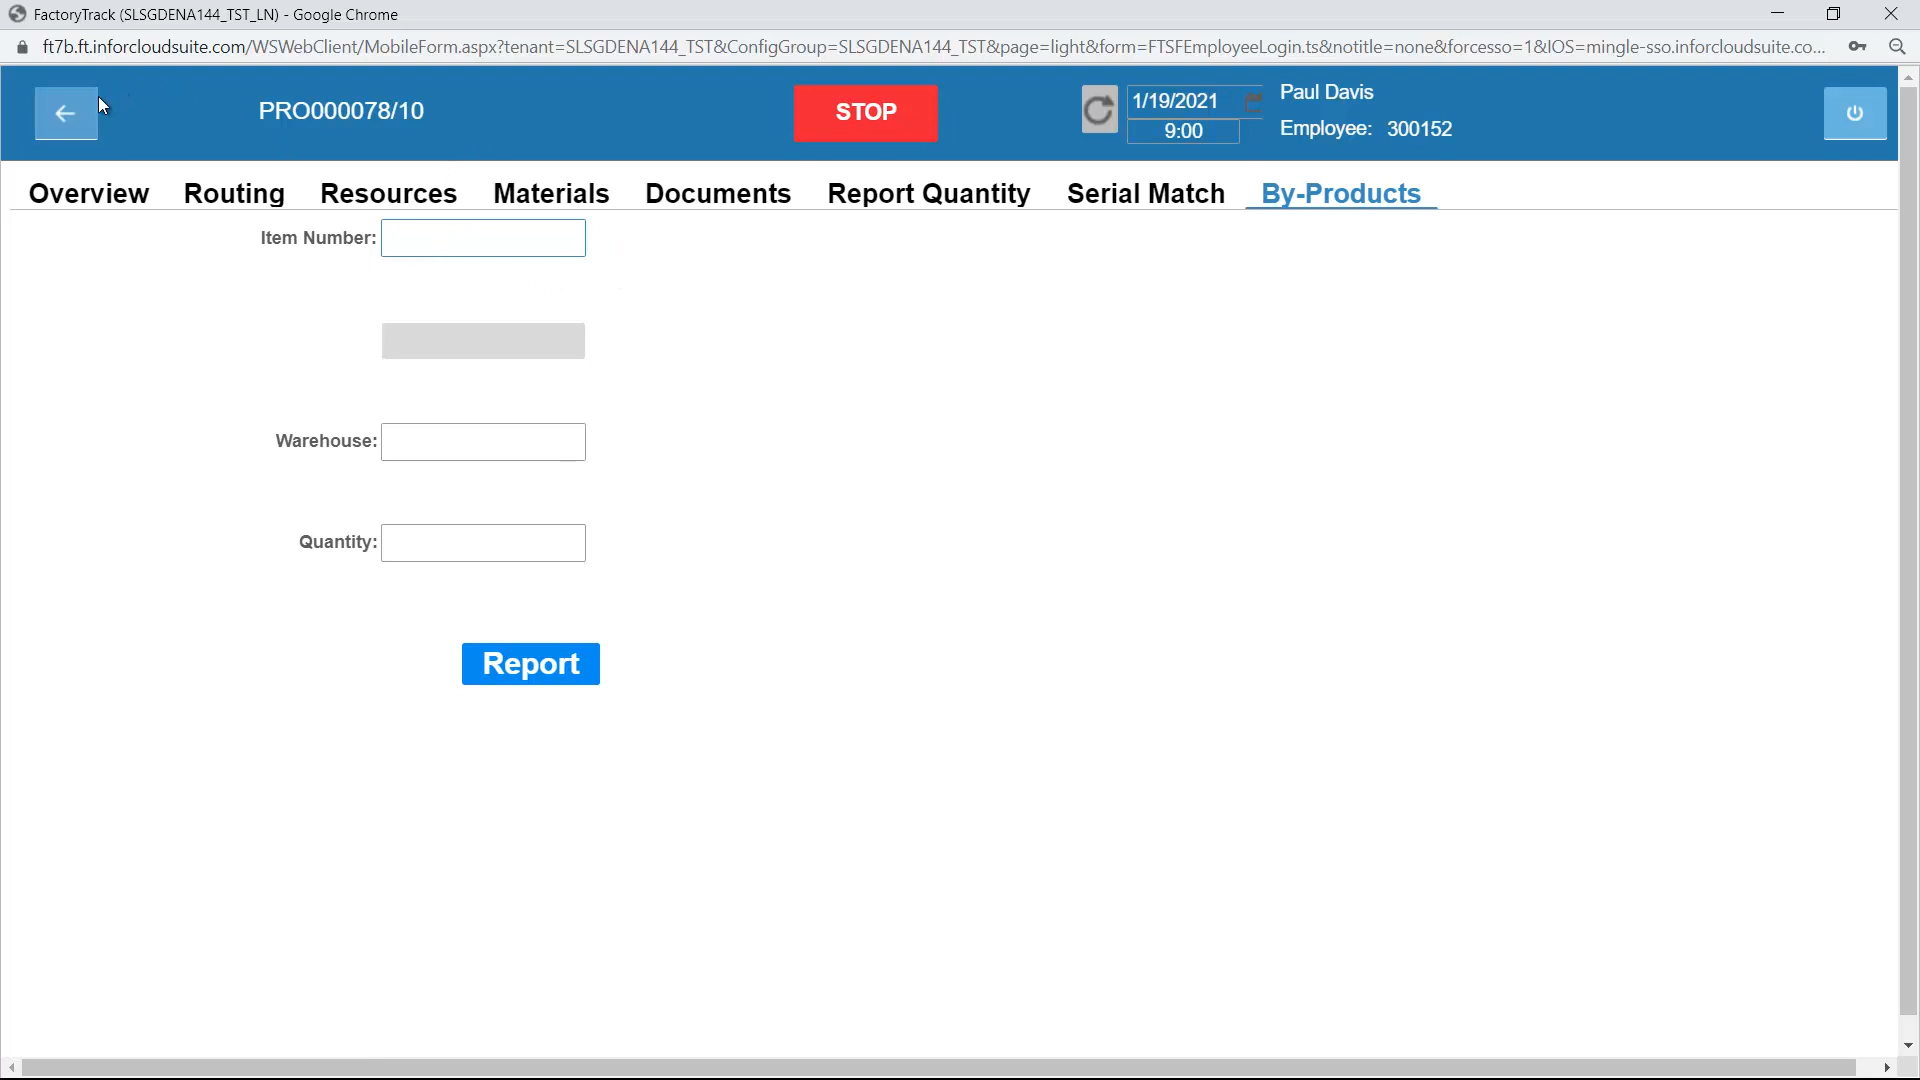 FactoryTrack (SLSGDENA144_TST_LN) - Google Chrome
ft7b.ft.inforcloudsuite.com/WSWebClient/MobileForm.aspx?tenant=SLSGDENA144_TST&ConfigGroup=SLSGDENA144_TST&page=light&form=FTSFEmployeeLogin.ts&notitle=none&forcesso=1&IOS=mingle-sso.inforcloudsuite.co...
PRO000078/10
STOP
1/19/2021
9:00
Paul Davis
Employee: 300152
Overview Routing Resources Materials Documents Report Quantity Serial Match By-Products
Item Number:
Warehouse:
Quantity:
Report